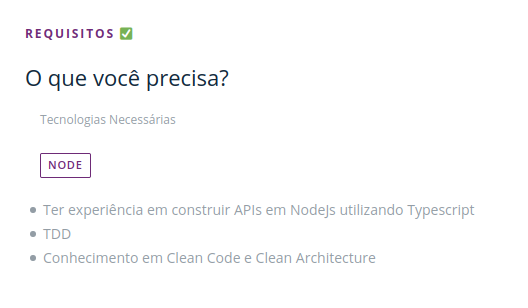 REQUISITOS ✅
O que você precisa?
Tecnologias Necessárias
NODE
Ter experiência em construir APIs em NodeJs utilizando Typescript
TDD
Conhecimento em Clean Code e Clean Architecture